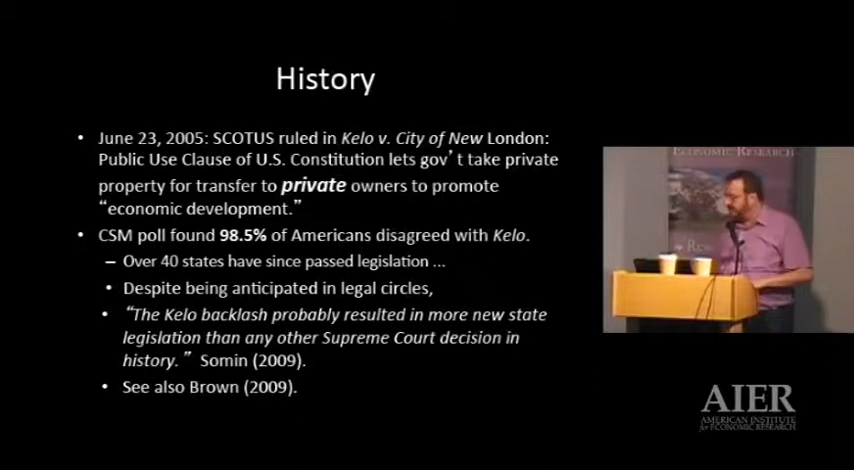 History
• June 23, 2005: SCOTUS ruled in Kelo v. City of New London:
Public Use Clause of U.S. Constitution lets gov't take private
property for transfer to private owners to promote
“economic development.”
• CSM poll found 98.5% of Americans disagreed with Kelo.
– Over 40 states have since passed legislation ...
• Despite being anticipated in legal circles,
• “The Kelo backlash probably resulted in more new state
legislation than any other Supreme Court decision in
history.” Somin (2009).
• See also Brown (2009).
Economic Research
AIER
AMERICAN INSTITUTE
for ECONOMIC RESEARCH